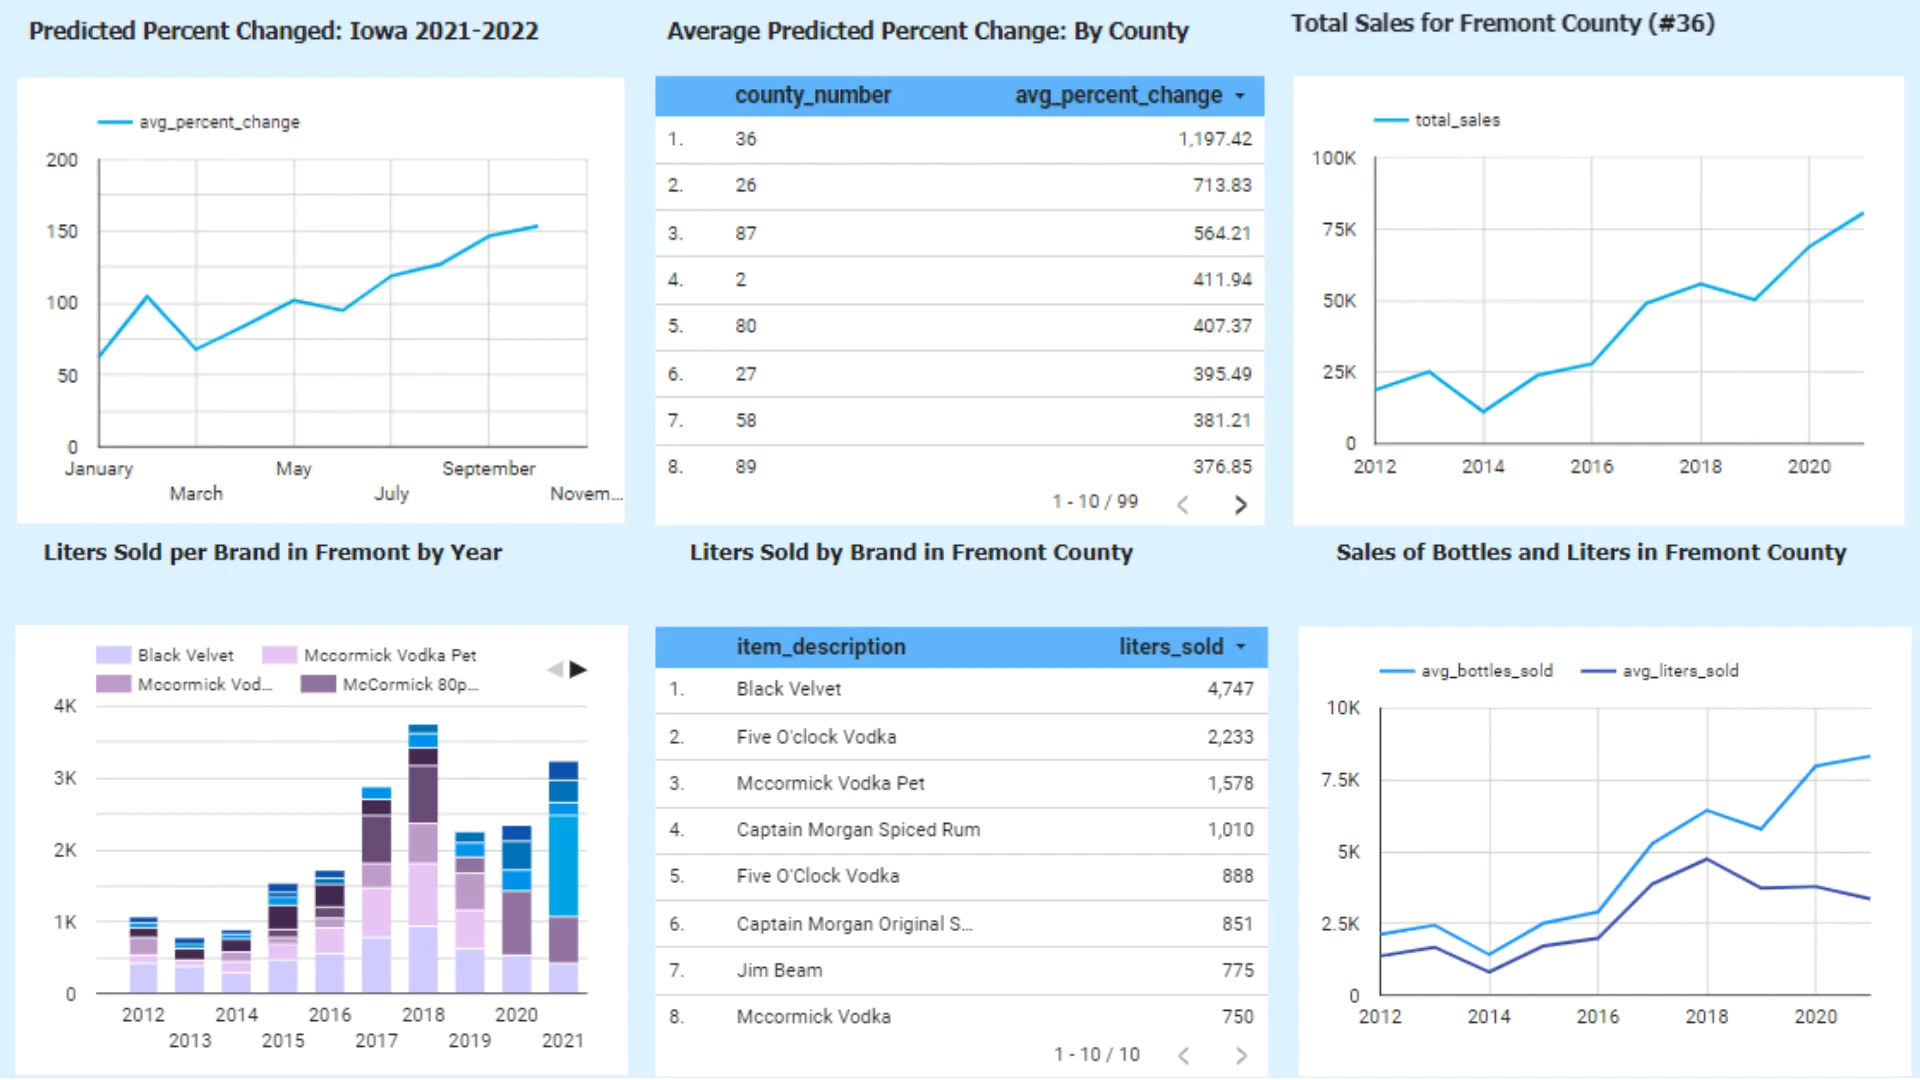 Predicted Percent Changed: Iowa 2021-2022
avg_percent_change
200
150
100
50
0
January
March
May
July
September
Novem...
Average Predicted Percent Change: By County
county_number avg_percent_change
1. 36 1,197.42
2. 26 713.83
3. 87 564.21
4. 2 411.94
5. 80 407.37
6. 27 395.49
7. 58 381.21
8. 89 376.85
1 - 10 / 99
Total Sales for Fremont County (#36)
total_sales
100K
75K
50K
25K
0
2012 2014 2016 2018 2020
Liters Sold per Brand in Fremont by Year
Black Velvet Mccormick Vodka Pet
Mccormick Vod... McCormick 80p...
4K
3K
2K
1K
0
2012 2014 2016 2018 2020
2013 2015 2017 2019 2021
Liters Sold by Brand in Fremont County
item_description liters_sold
1. Black Velvet 4,747
2. Five O'clock Vodka 2,233
3. Mccormick Vodka Pet 1,578
4. Captain Morgan Spiced Rum 1,010
5. Five O'Clock Vodka 888
6. Captain Morgan Original S... 851
7. Jim Beam 775
8. Mccormick Vodka 750
1 - 10 / 10
Sales of Bottles and Liters in Fremont County
avg_bottles_sold avg_liters_sold
10K
7.5K
5K
2.5K
0
2012 2014 2016 2018 2020